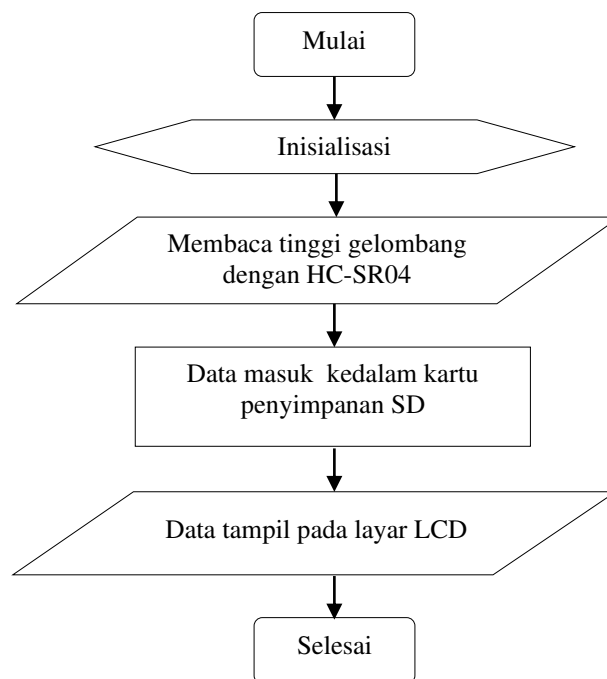 Mulai
Inisialisasi
Membaca tinggi gelombang
dengan HC-SR04
Data masuk kedalam kartu
penyimpanan SD
Data tampil pada layar LCD
Selesai